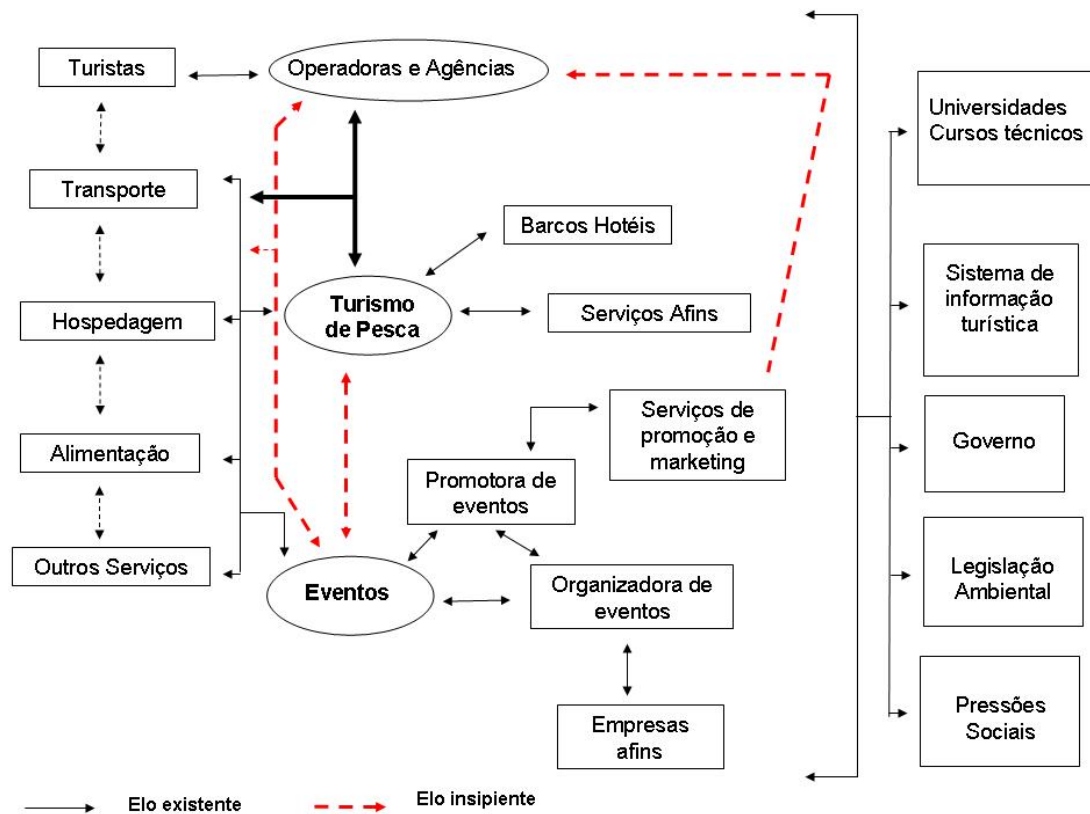 Turistas
Operadoras e Agências
Universidades
Cursos técnicos
Transporte
Barcos Hotéis
Turismo
de Pesca
Hospedagem
Serviços Afins
Sistema de
informação
turística
Serviços de
promoção e
marketing
Alimentação
Promotora de
eventos
Governo
Outros Serviços
Eventos
Organizadora de
eventos
Legislação
Ambiental
Empresas
afins
Pressões
Sociais
Elo existente
Elo insipiente